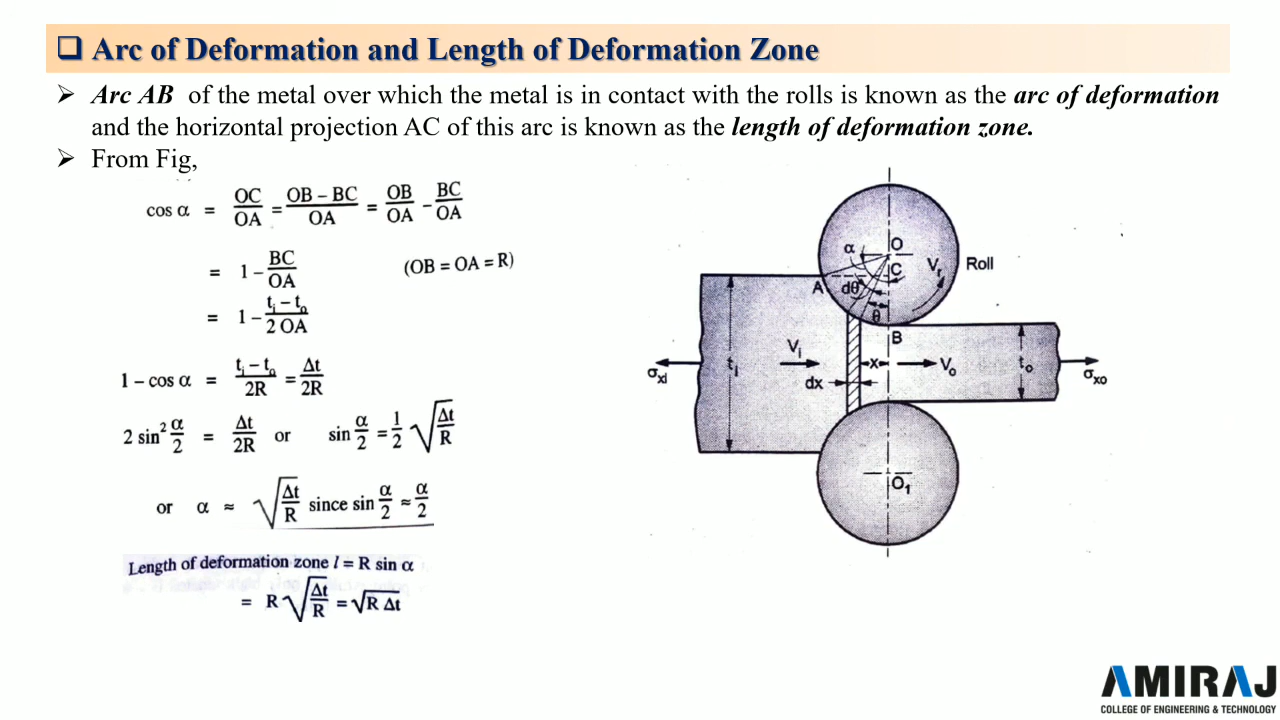 ❑ Arc of Deformation and Length of Deformation Zone
➢ Arc AB of the metal over which the metal is in contact with the rolls is known as the arc of deformation
and the horizontal projection AC of this arc is known as the length of deformation zone.
➢ From Fig,
cos α = OC/OA = OB – BC/OA = OB/OA – BC/OA
= 1 – BC/OA (OB = OA = R)
= 1 – tᵢ – tₒ/2 OA
1 – cos α = tᵢ – tₒ/2R = Δt/2R
2 sin² α/2 = Δt/2R or sin α/2 = 1/2 √Δt/R
or α ≈ √Δt/R since sin α/2 ≈ α/2
Length of deformation zone l = R sin α
= R √Δt/R = √R Δt
O
α
C
Vr
Roll
A
dθ
θ
B
Vi
x
Vo
σxi
ti
dx
to
σxo
O₁
AMIRAJ
COLLEGE OF ENGINEERING & TECHNOLOGY